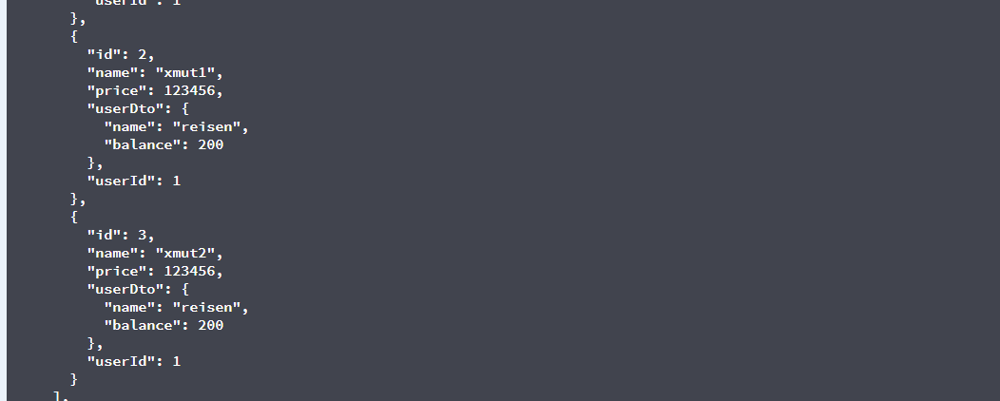 "userId": 1
},
{
"id": 2,
"name": "xmut1",
"price": 123456,
"userDto": {
"name": "reisen",
"balance": 200
},
"userId": 1
},
{
"id": 3,
"name": "xmut2",
"price": 123456,
"userDto": {
"name": "reisen",
"balance": 200
},
"userId": 1
}
],